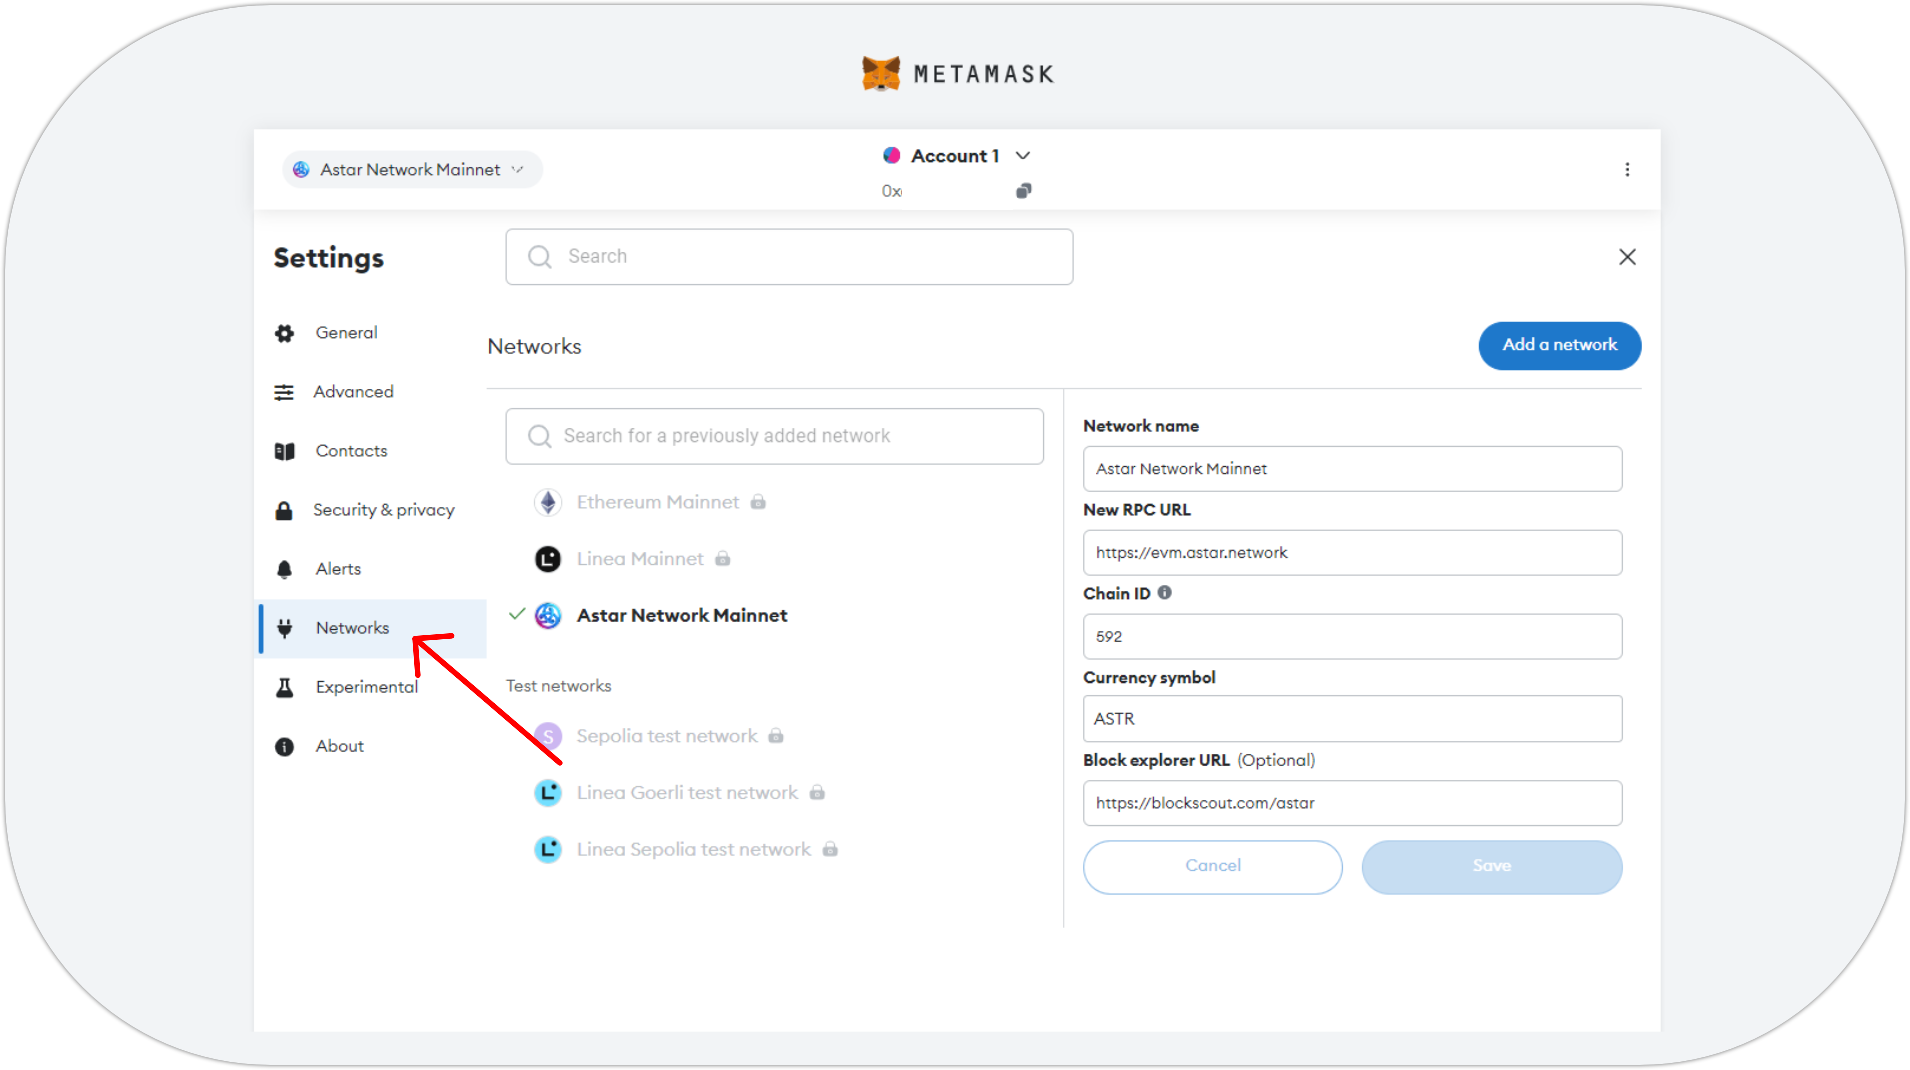 METAMASK
Astar Network Mainnet
Account 1
0x
Settings
Search
General
Advanced
Contacts
Security & privacy
Alerts
Networks
Experimental
About
Networks
Add a network
Search for a previously added network
Ethereum Mainnet
Linea Mainnet
Astar Network Mainnet
Test networks
S
Sepolia test network
Linea Goerli test network
Linea Sepolia test network
Network name
Astar Network Mainnet
New RPC URL
https://evm.astar.network
Chain ID
592
Currency symbol
ASTR
Block explorer URL (Optional)
https://blockscout.com/astar
Cancel
Save